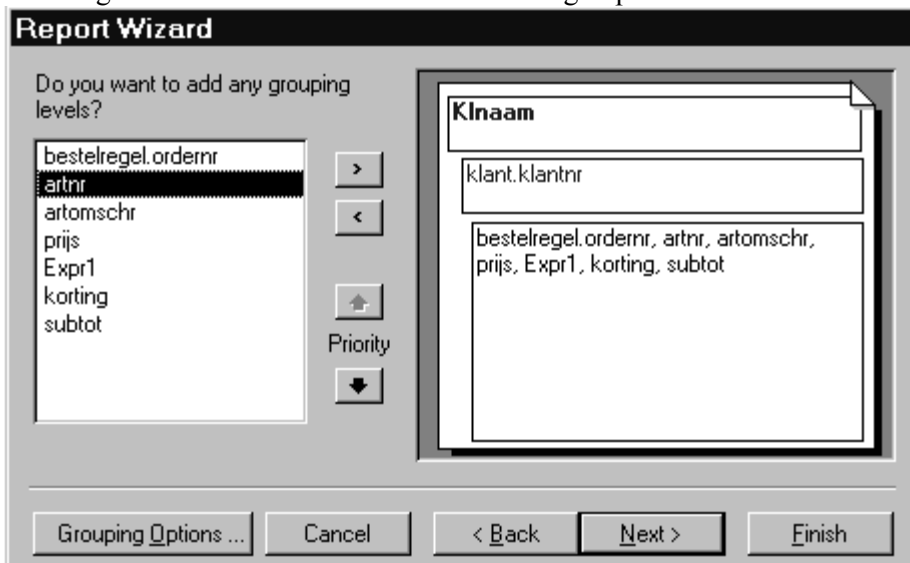 Report Wizard
Do you want to add any grouping
levels?
bestelregel.ordernr
artnr
artomschr
prijs
Expr1
korting
subtot
>
<
Priority
Klnaam
klant.klantnr
bestelregel.ordernr, artnr, artomschr,
prijs, Expr1, korting, subtot
Grouping Options ...
Cancel
< Back
Next >
Finish